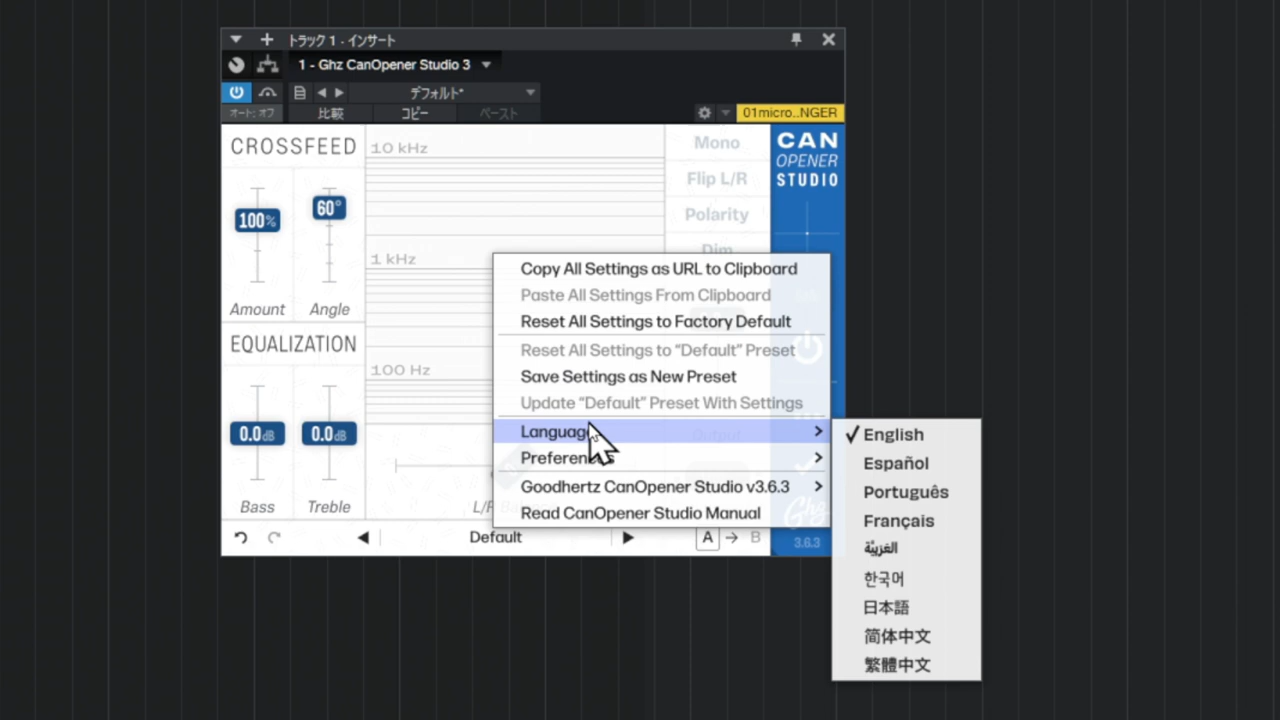 トラック 1 - インサート
1 - Ghz CanOpener Studio 3
デフォルト*
オート: オフ
比較
コピー
ペースト
01micro..NGER
CROSSFEED
100%
60°
Amount
Angle
EQUALIZATION
0.0dB
0.0dB
Bass
Treble
10 kHz
1 kHz
100 Hz
Mono
Flip L/R
Polarity
Dim
CAN
OPENER
STUDIO
Copy All Settings as URL to Clipboard
Paste All Settings From Clipboard
Reset All Settings to Factory Default
Reset All Settings to “Default” Preset
Save Settings as New Preset
Update “Default” Preset With Settings
Language
Preferences
Goodhertz CanOpener Studio v3.6.3
Read CanOpener Studio Manual
English
Español
Português
Français
العَرَبِيَّة
한국어
日本語
简体中文
繁體中文
Output
Ghz
3.6.3
Default
A → B